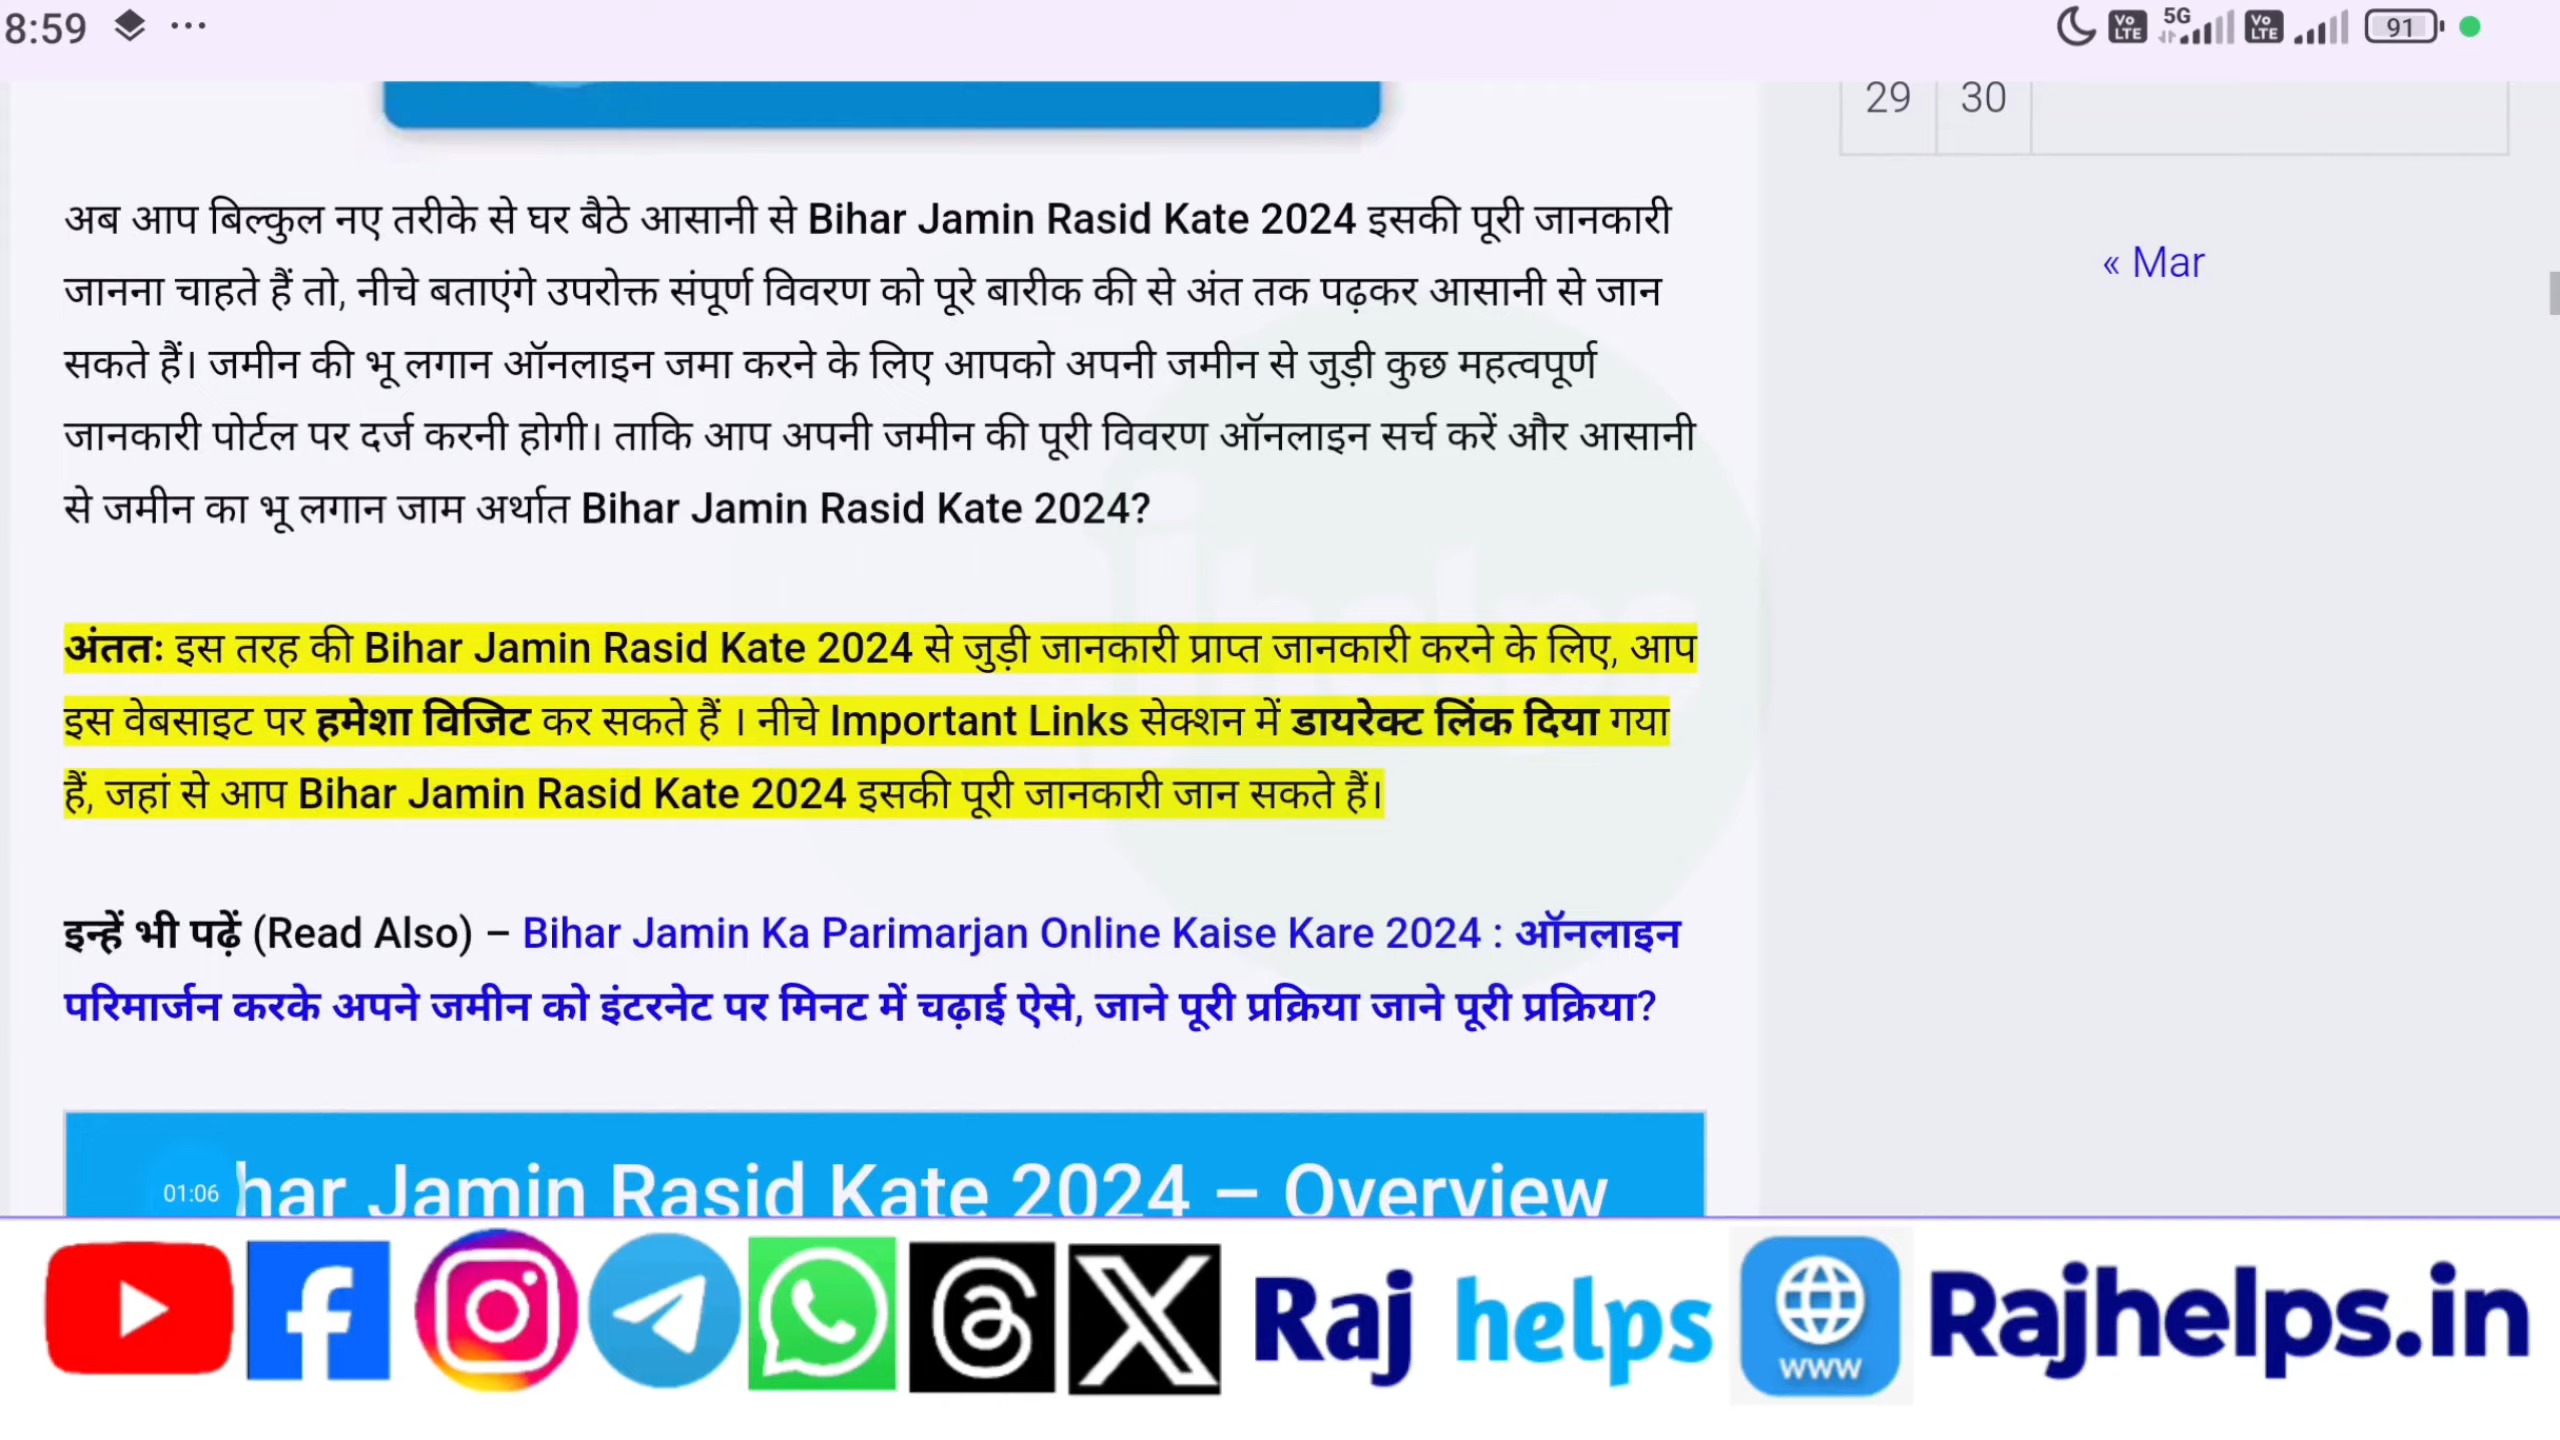 8:59
5G
Vo LTE
Vo LTE
91
29 30
« Mar
अब आप बिल्कुल नए तरीके से घर बैठे आसानी से Bihar Jamin Rasid Kate 2024 इसकी पूरी जानकारी
जानना चाहते हैं तो, नीचे बताएंगे उपरोक्त संपूर्ण विवरण को पूरे बारीक की से अंत तक पढ़कर आसानी से जान
सकते हैं। जमीन की भू लगान ऑनलाइन जमा करने के लिए आपको अपनी जमीन से जुड़ी कुछ महत्वपूर्ण
जानकारी पोर्टल पर दर्ज करनी होगी। ताकि आप अपनी जमीन की पूरी विवरण ऑनलाइन सर्च करें और आसानी
से जमीन का भू लगान जाम अर्थात Bihar Jamin Rasid Kate 2024?
अंततः इस तरह की Bihar Jamin Rasid Kate 2024 से जुड़ी जानकारी प्राप्त जानकारी करने के लिए, आप
इस वेबसाइट पर हमेशा विजिट कर सकते हैं । नीचे Important Links सेक्शन में डायरेक्ट लिंक दिया गया
हैं, जहां से आप Bihar Jamin Rasid Kate 2024 इसकी पूरी जानकारी जान सकते हैं।
इन्हें भी पढ़ें (Read Also) – Bihar Jamin Ka Parimarjan Online Kaise Kare 2024 : ऑनलाइन
परिमार्जन करके अपने जमीन को इंटरनेट पर मिनट में चढ़ाई ऐसे, जाने पूरी प्रक्रिया जाने पूरी प्रक्रिया?
01:06
har Jamin Rasid Kate 2024 – Overview
Raj helps
www
Rajhelps.in